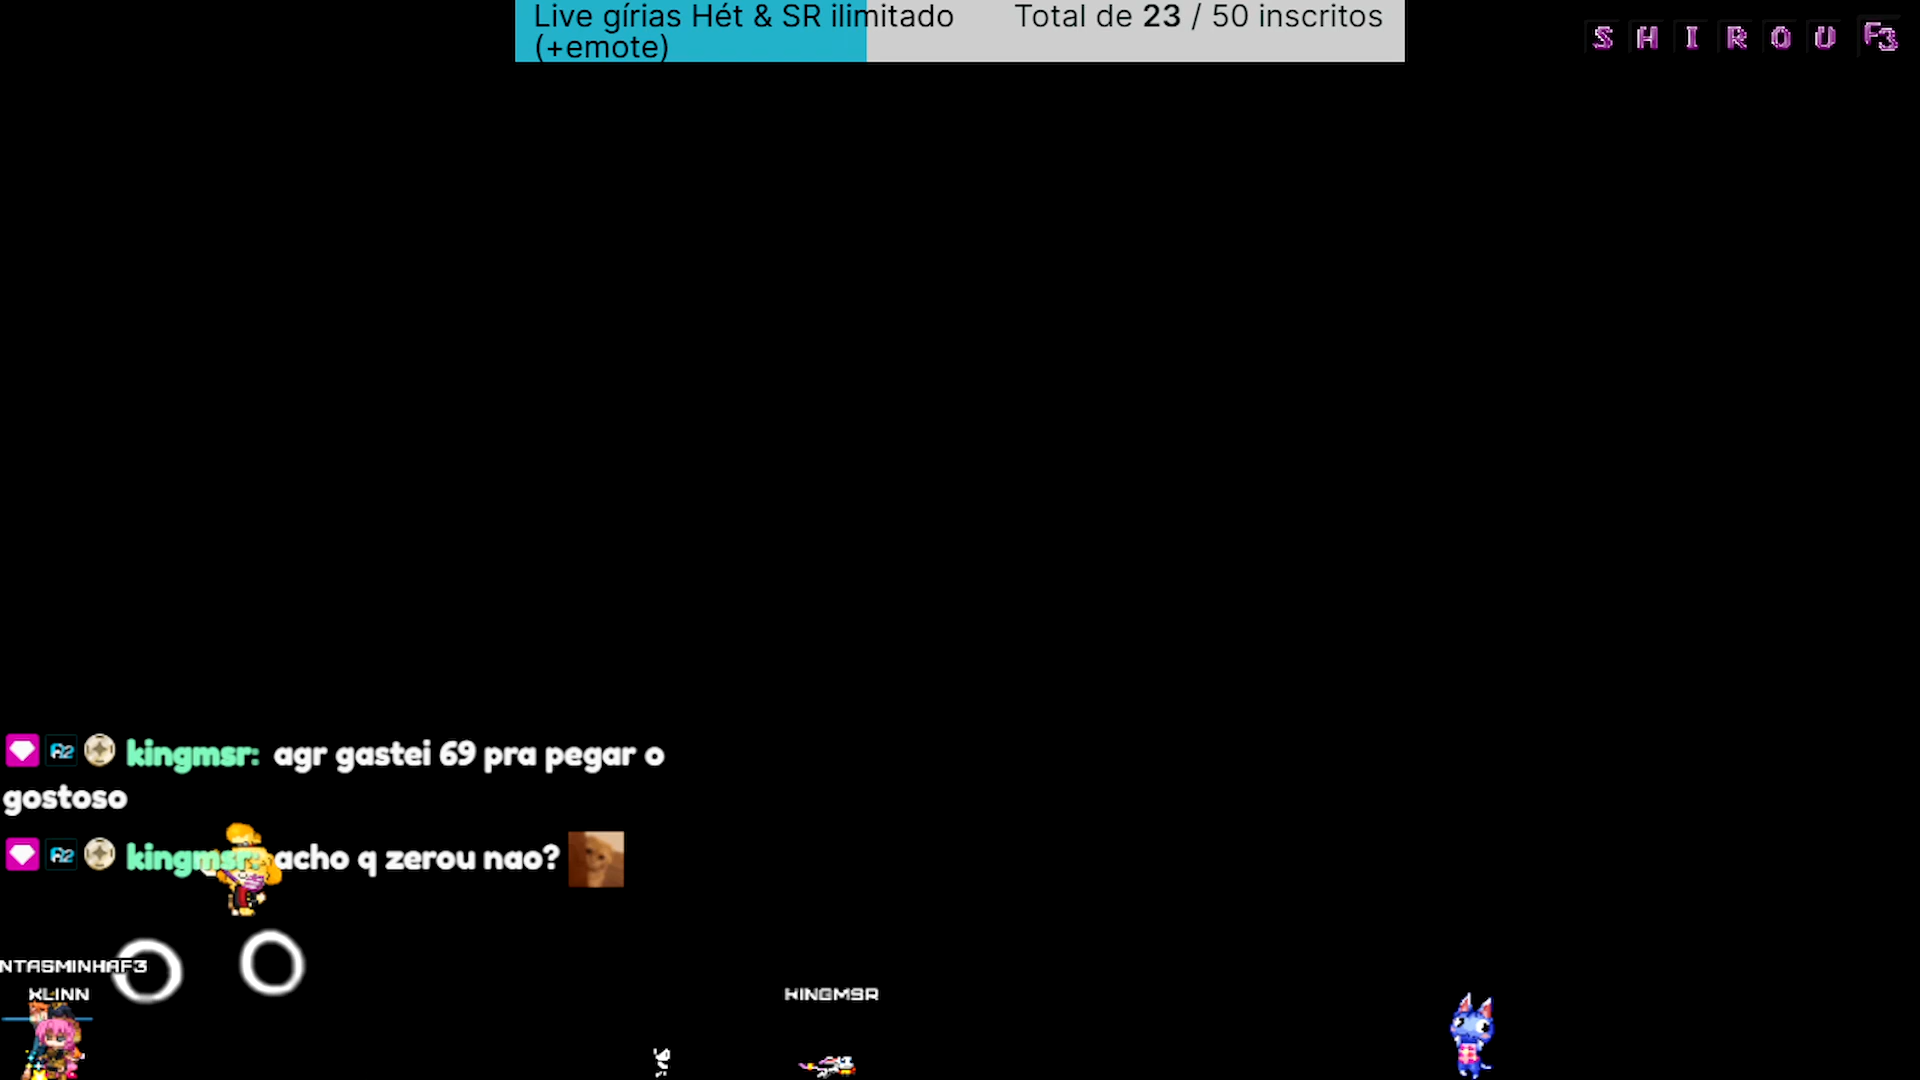 Live gírias Hét & SR ilimitado
(+emote)
Total de 23 / 50 inscritos
S H I R O U F3
kingmsr: agr gastei 69 pra pegar o
gostoso
kingmsr: acho q zerou nao?
NTASMINHAF3
KLINN
KINGMSR